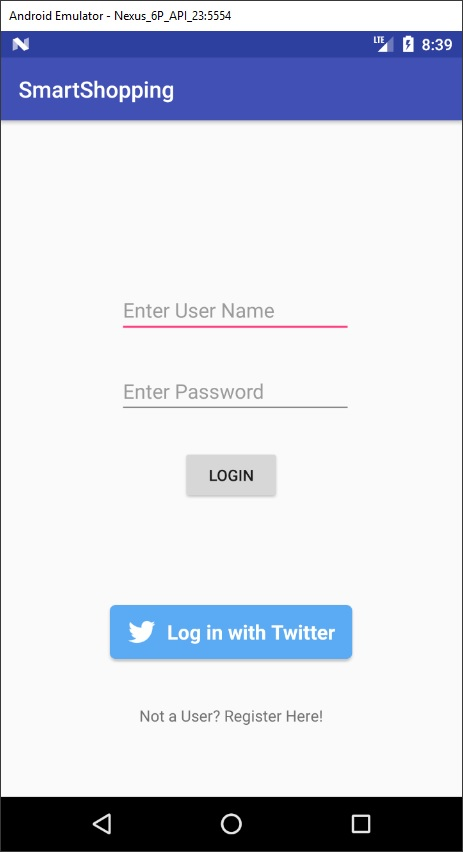 Android Emulator - Nexus_6P_API_23:5554
LTE 8:39
SmartShopping
Enter User Name
Enter Password
LOGIN
Log in with Twitter
Not a User? Register Here!